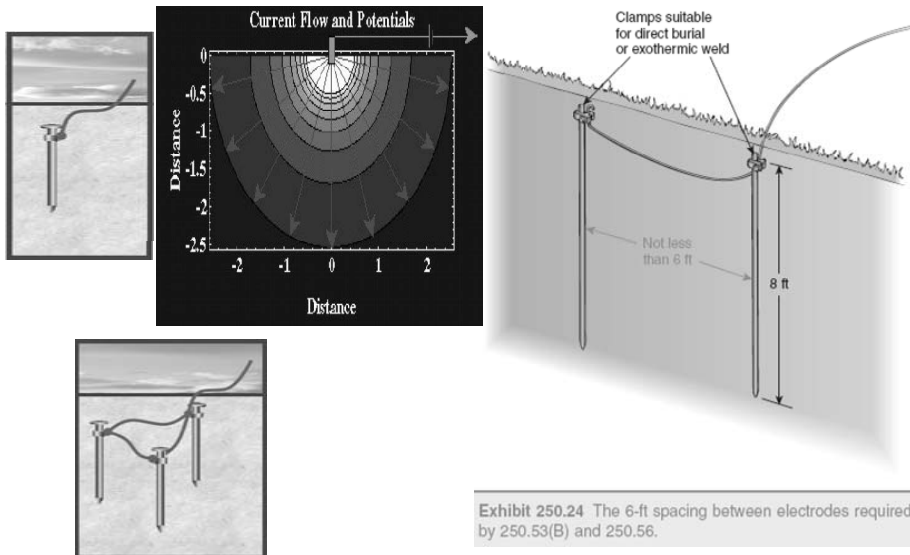 Current Flow and Potentials
Distance
0
-0.5
-1
-1.5
-2
-2.5
-2 -1 0 1 2
Distance
Clamps suitable
for direct burial
or exothermic weld
Not less
than 6 ft
8 ft
Exhibit 250.24 The 6-ft spacing between electrodes required
by 250.53(B) and 250.56.